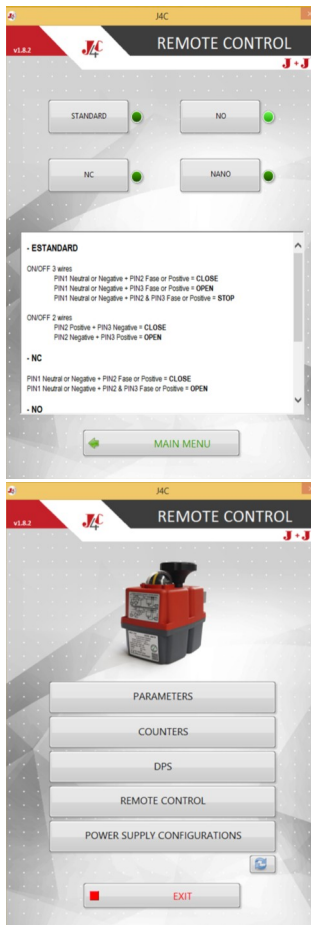 J4C
v1.8.2
J4C
REMOTE CONTROL
J+J
STANDARD
NO
NC
NANO
- ESTANDARD
ON/OFF 3 wires
PIN1 Neutral or Negative + PIN2 Fase or Positive = CLOSE
PIN1 Neutral or Negative + PIN3 Fase or Positive = OPEN
PIN1 Neutral or Negative + PIN2 & PIN3 Fase or Positive = STOP
ON/OFF 2 wires
PIN2 Positive + PIN3 Negative = CLOSE
PIN2 Negative + PIN3 Positive = OPEN
- NC
PIN1 Neutral or Negative + PIN2 Fase or Positive = CLOSE
PIN1 Neutral or Negative + PIN2 & PIN3 Fase or Positive = OPEN
- NO
MAIN MENU
J4C
v1.8.2
J4C
REMOTE CONTROL
J+J
PARAMETERS
COUNTERS
DPS
REMOTE CONTROL
POWER SUPPLY CONFIGURATIONS
EXIT